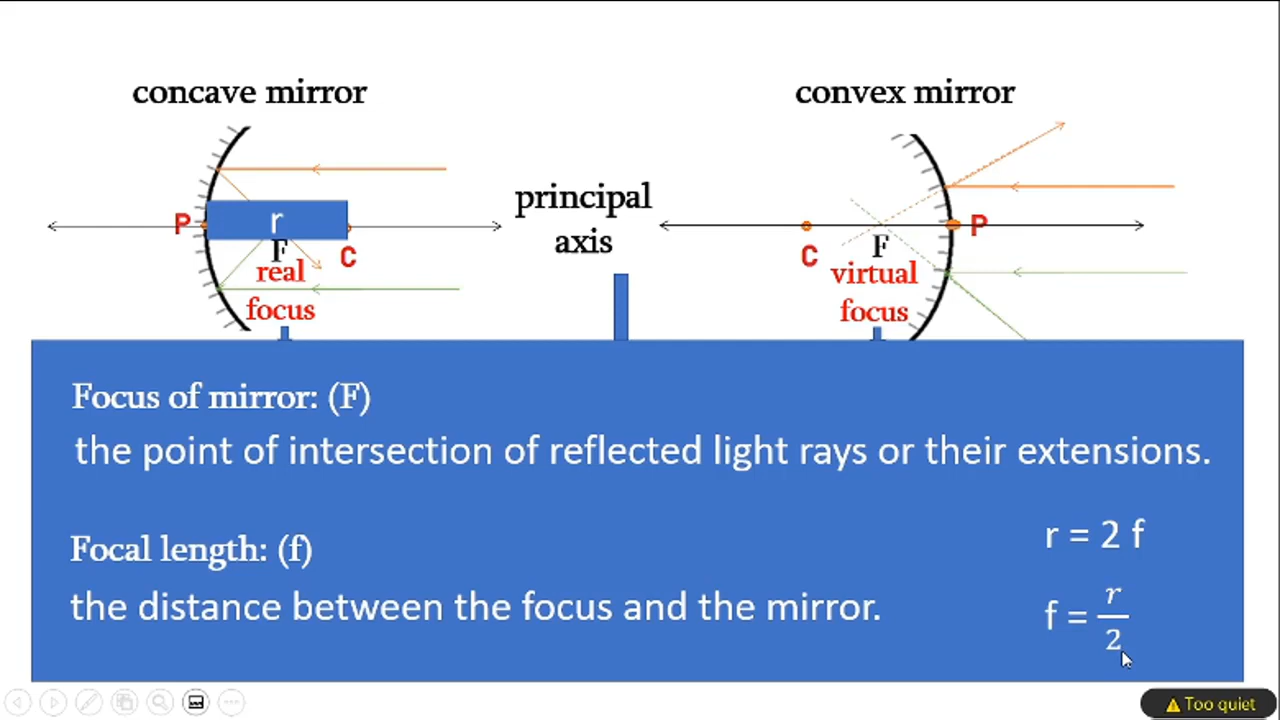 concave mirror
convex mirror
principal
axis
P
r
F
C
real
focus
C
F
P
virtual
focus
Focus of mirror: (F)
the point of intersection of reflected light rays or their extensions.
Focal length: (f)
the distance between the focus and the mirror.
r = 2 f
f = r/2
Too quiet